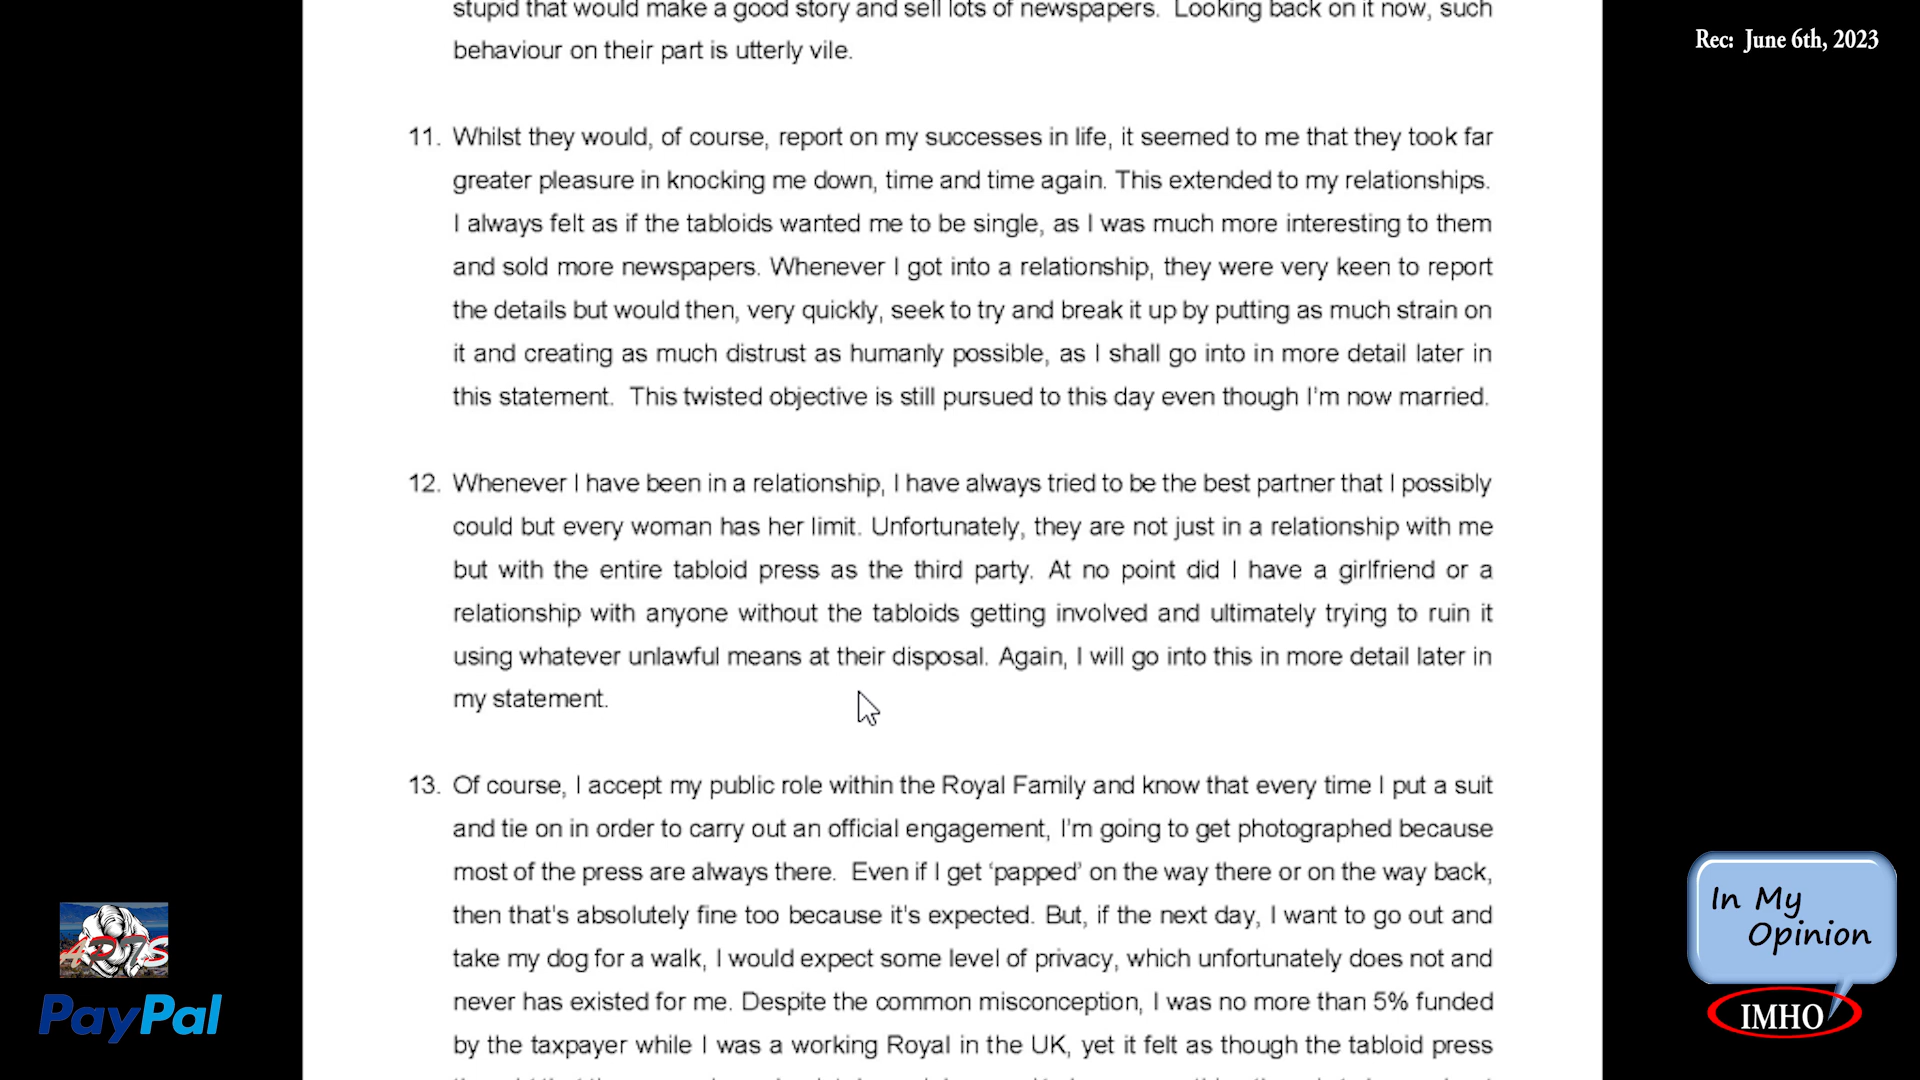 stupid that would make a good story and sell lots of newspapers. Looking back on it now, such
behaviour on their part is utterly vile.
Rec: June 6th, 2023
11. Whilst they would, of course, report on my successes in life, it seemed to me that they took far
greater pleasure in knocking me down, time and time again. This extended to my relationships.
I always felt as if the tabloids wanted me to be single, as I was much more interesting to them
and sold more newspapers. Whenever I got into a relationship, they were very keen to report
the details but would then, very quickly, seek to try and break it up by putting as much strain on
it and creating as much distrust as humanly possible, as I shall go into in more detail later in
this statement. This twisted objective is still pursued to this day even though I'm now married.
12. Whenever I have been in a relationship, I have always tried to be the best partner that I possibly
could but every woman has her limit. Unfortunately, they are not just in a relationship with me
but with the entire tabloid press as the third party. At no point did I have a girlfriend or a
relationship with anyone without the tabloids getting involved and ultimately trying to ruin it
using whatever unlawful means at their disposal. Again, I will go into this in more detail later in
my statement.
13. Of course, I accept my public role within the Royal Family and know that every time I put a suit
and tie on in order to carry out an official engagement, I'm going to get photographed because
most of the press are always there. Even if I get ‘papped’ on the way there or on the way back,
then that's absolutely fine too because it's expected. But, if the next day, I want to go out and
take my dog for a walk, I would expect some level of privacy, which unfortunately does not and
never has existed for me. Despite the common misconception, I was no more than 5% funded
by the taxpayer while I was a working Royal in the UK, yet it felt as though the tabloid press
PayPal
In My
Opinion
IMHO